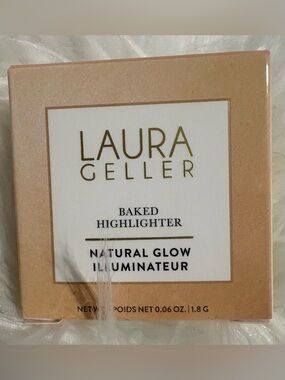 LAURA
GELLER
BAKED
HIGHLIGHTER
NATURAL GLOW
ILLUMINATEUR
NET POIDS NET 0.06 OZ. | 1.8 G